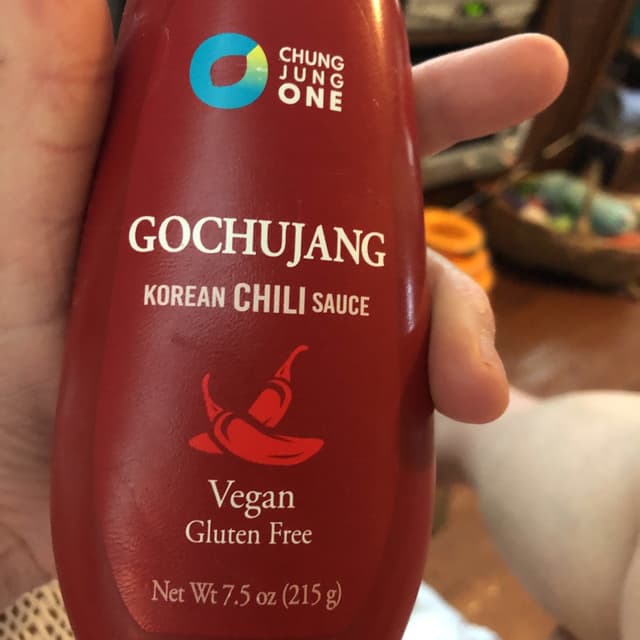 CHUNG
JUNG
ONE
GOCHUJANG
KOREAN CHILI SAUCE
Vegan
Gluten Free
Net Wt 7.5 oz (215 g)